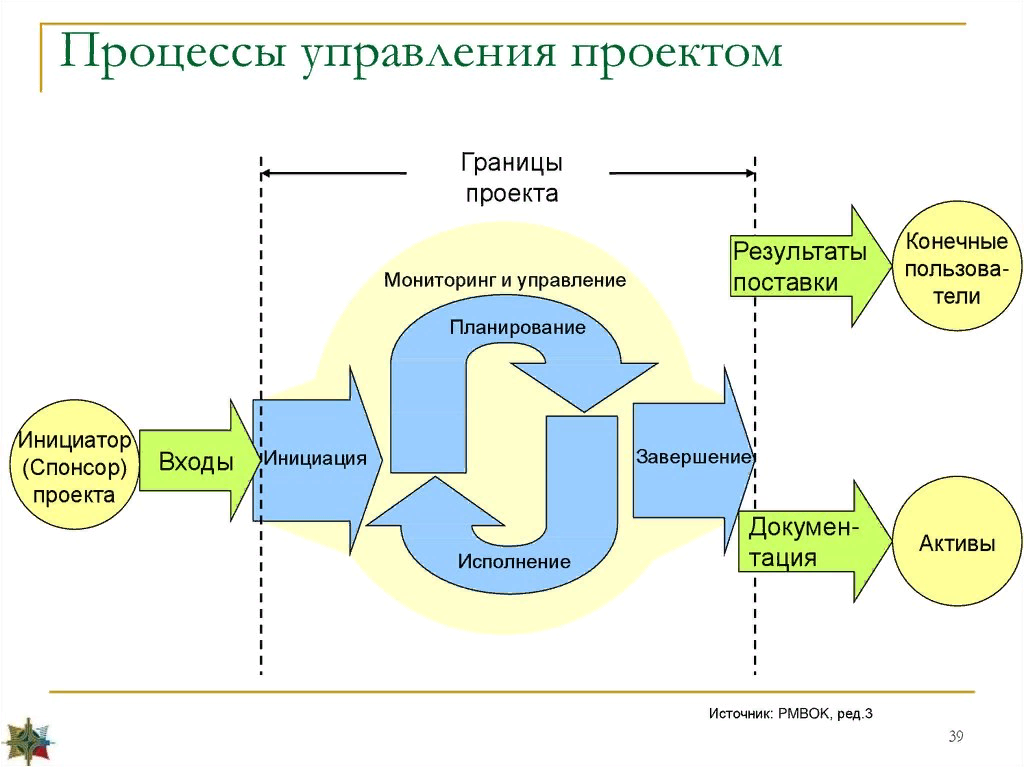 Процессы управления проектом
Границы
проекта
Результаты
поставки
Конечные
пользова-
тели
Мониторинг и управление
Планирование
Инициатор
(Спонсор)
проекта
Входы
Инициация
Завершение
Исполнение
Докумен-
тация
Активы
Источник: PMBOK, ред.3
39